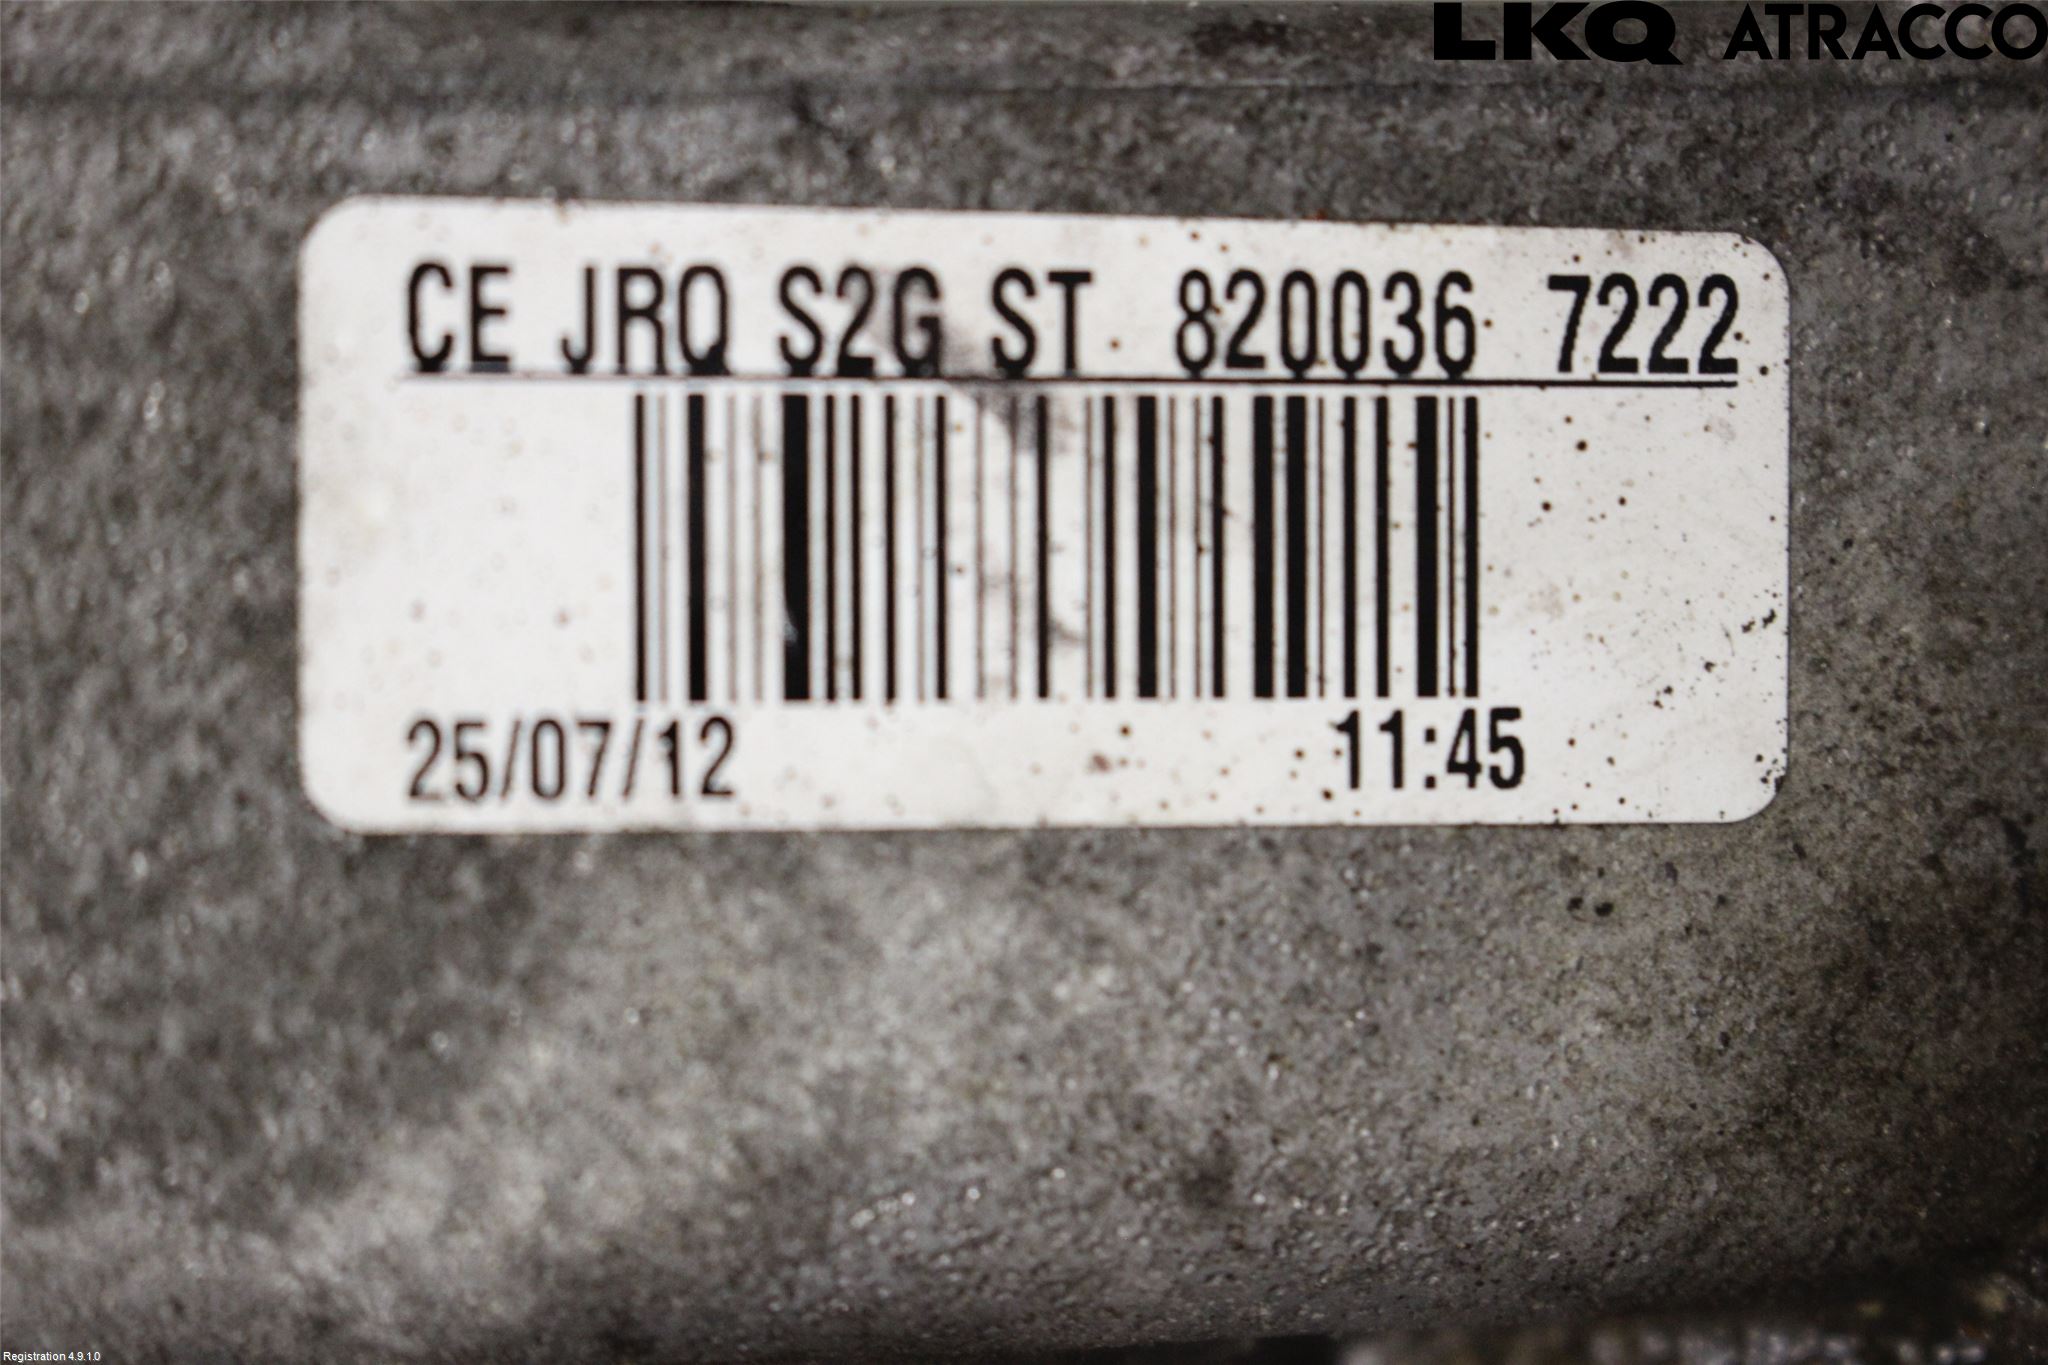 LKQ ATRACCO
CE JRQ S2G ST 820036 7222
25/07/12 11:45
Registration 4.9.1.0